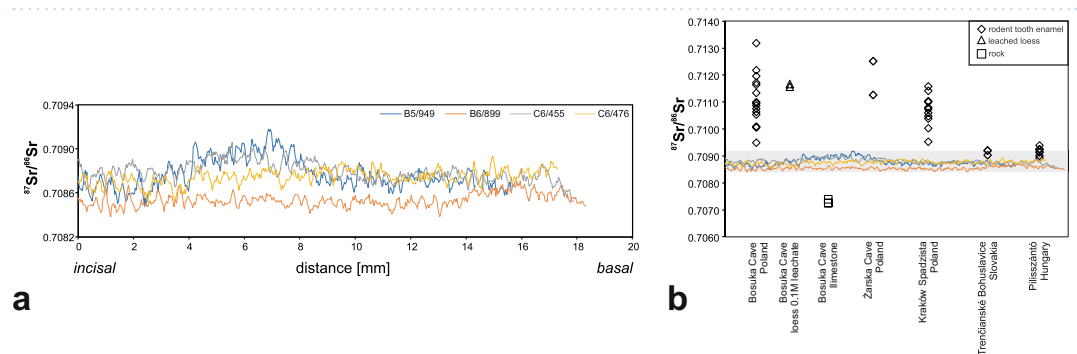 0.7094
0.7090
0.7086
0.7082
87Sr/86Sr
B5/949
B6/899
C6/455
C6/476
0 2 4 6 8 10 12 14 16 18 20
incisal distance [mm] basal
a
0.7140
0.7130
0.7120
0.7110
0.7100
0.7090
0.7080
0.7070
0.7060
87Sr/86Sr
rodent tooth enamel
leached loess
rock
Bosuka Cave
Poland
Bosuka Cave
loess 0.1M leachate
Bosuka Cave
llimestone
Żarska Cave
Poland
Kraków Spadzista
Poland
Trenčianské Bohuslavice
Slovakia
Pilisszántó
Hungary
b